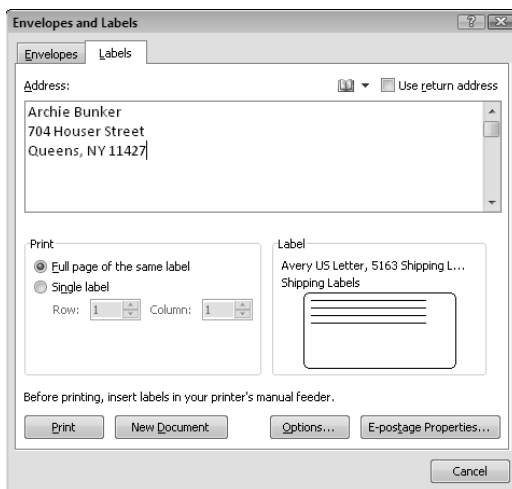 Envelopes and Labels
Envelopes
Labels
Address:
Use return address
Archie Bunker
704 Houser Street
Queens, NY 11427
Print
Full page of the same label
Single label
Row: 1 Column: 1
Label
Avery US Letter, 5163 Shipping L...
Shipping Labels
Before printing, insert labels in your printer's manual feeder.
Print
New Document
Options...
E-postage Properties...
Cancel